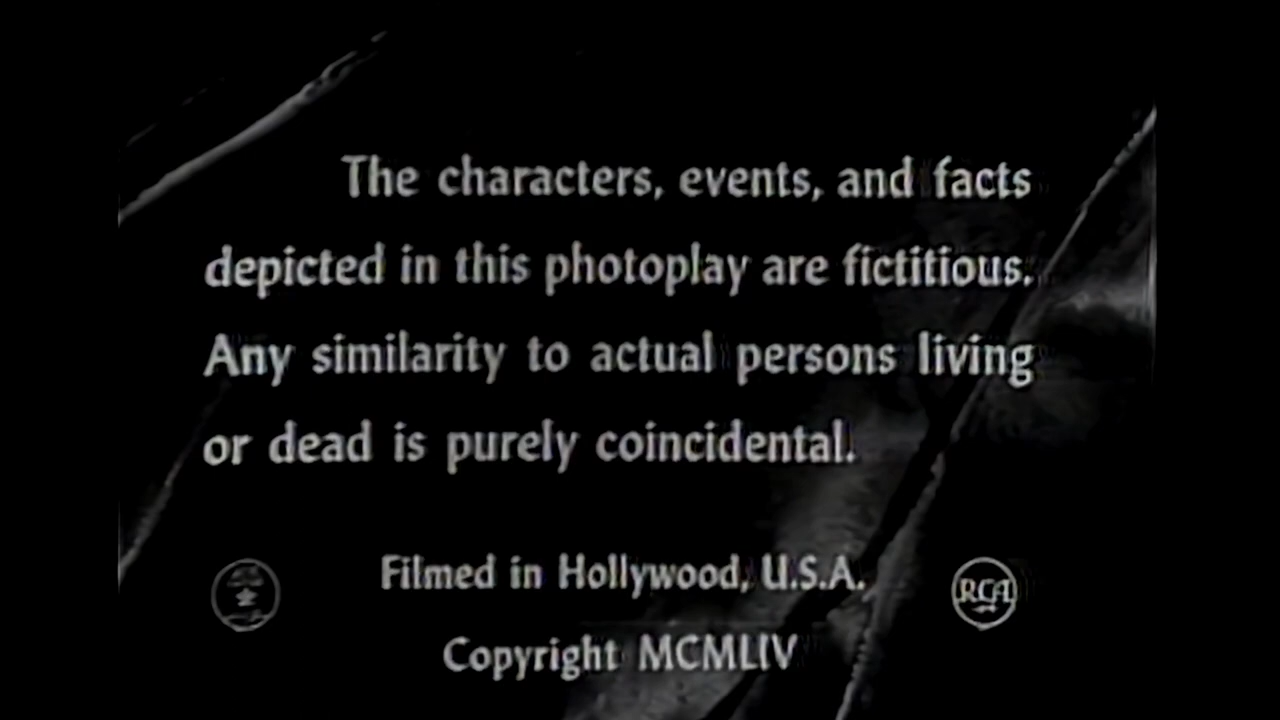 The characters, events, and facts
depicted in this photoplay are fictitious.
Any similarity to actual persons living
or dead is purely coincidental.
Filmed in Hollywood, U.S.A.
RCA
Copyright MCMLIV